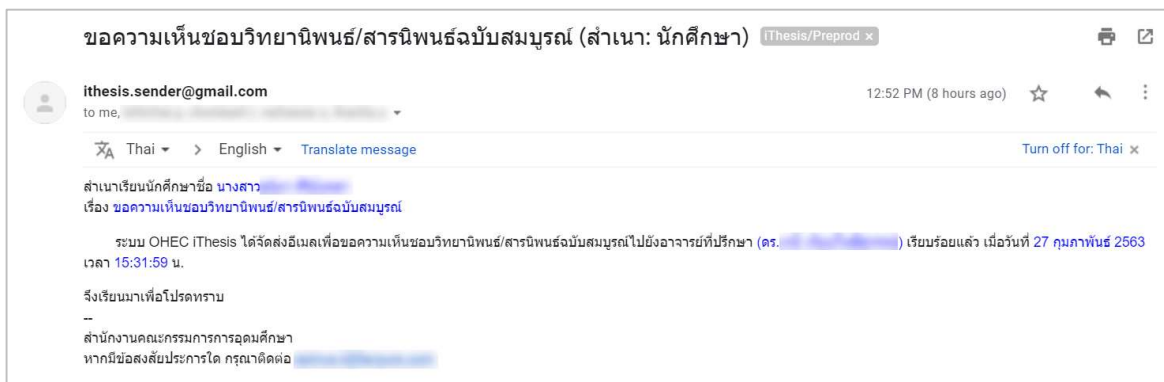 ขอความเห็นชอบวิทยานิพนธ์/สารนิพนธ์ฉบับสมบูรณ์ (สำเนา: นักศึกษา) iThesis/Preprod ×
ithesis.sender@gmail.com 12:52 PM (8 hours ago)
to me,
Thai > English Translate message Turn off for: Thai ×
สำเนาเรียนนักศึกษาชื่อ นางสาว
เรื่อง ขอความเห็นชอบวิทยานิพนธ์/สารนิพนธ์ฉบับสมบูรณ์
ระบบ OHEC iThesis ได้จัดส่งอีเมลเพื่อขอความเห็นชอบวิทยานิพนธ์/สารนิพนธ์ฉบับสมบูรณ์ไปยังอาจารย์ที่ปรึกษา (ดร. ) เรียบร้อยแล้ว เมื่อวันที่ 27 กุมภาพันธ์ 2563
เวลา 15:31:59 น.
จึงเรียนมาเพื่อโปรดทราบ
--
สำนักงานคณะกรรมการการอุดมศึกษา
หากมีข้อสงสัยประการใด กรุณาติดต่อ